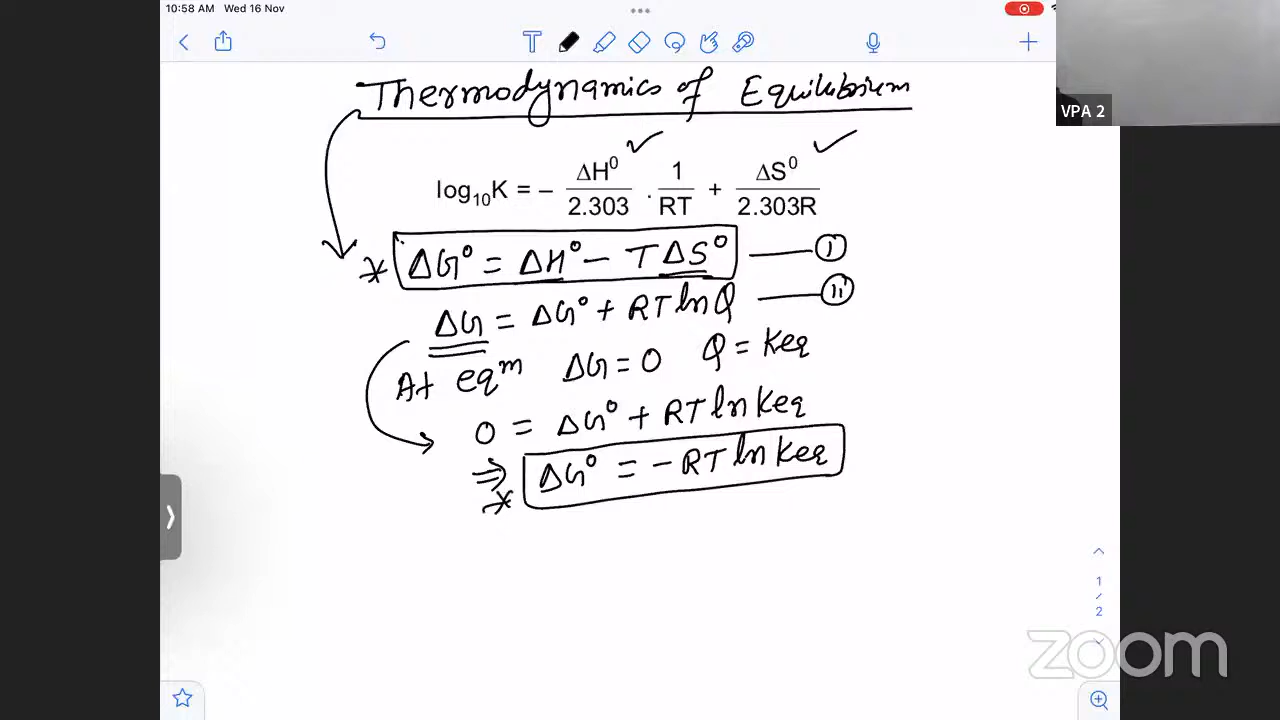 10:58 AM Wed 16 Nov
VPA 2
Thermodynamics of Equilibrium
log₁₀K = − ΔH⁰/2.303 · 1/RT + ΔS⁰/2.303R
* ΔG° = ΔH° − TΔS° —— (i)
ΔG = ΔG° + RT ln Q —— (ii)
At eqᵐ ΔG = 0 Q = Keq
0 = ΔG° + RT ln Keq
⇒ * ΔG° = − RT ln Keq
1 / 2
zoom